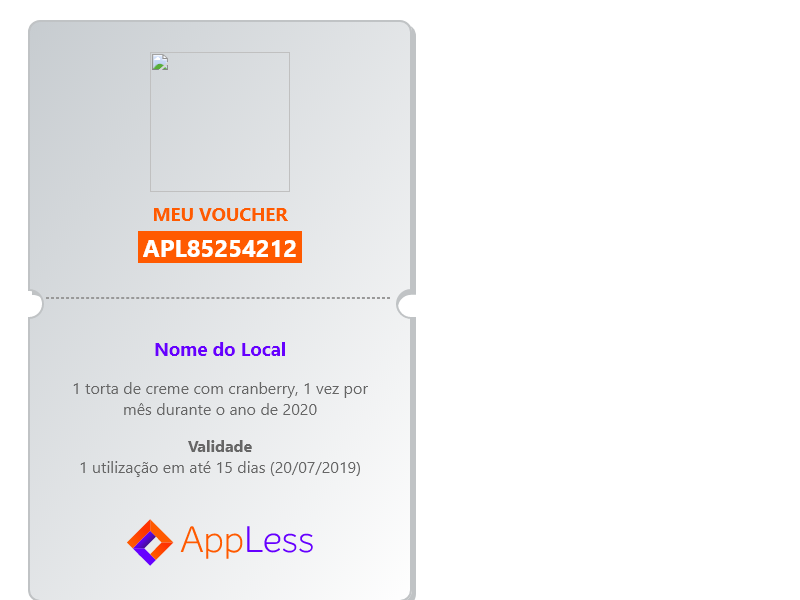 MEU VOUCHER
APL85254212
Nome do Local
1 torta de creme com cranberry, 1 vez por
mês durante o ano de 2020
Validade
1 utilização em até 15 dias (20/07/2019)
AppLess